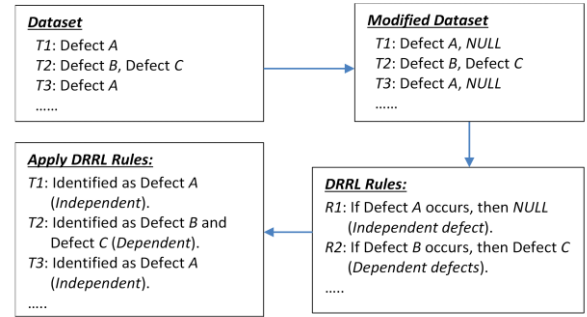 Dataset
T1: Defect A
T2: Defect B, Defect C
T3: Defect A
......
Modified Dataset
T1: Defect A, NULL
T2: Defect B, Defect C
T3: Defect A, NULL
......
DRRL Rules:
R1: If Defect A occurs, then NULL
(Independent defect).
R2: If Defect B occurs, then Defect C
(Dependent defects).
.....
Apply DRRL Rules:
T1: Identified as Defect A
(Independent).
T2: Identified as Defect B and
Defect C (Dependent).
T3: Identified as Defect A
(Independent).
.....